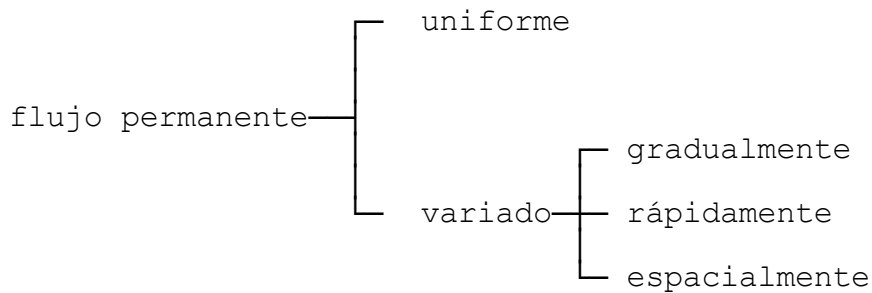 uniforme
flujo permanente
gradualmente
variado
rápidamente
espacialmente